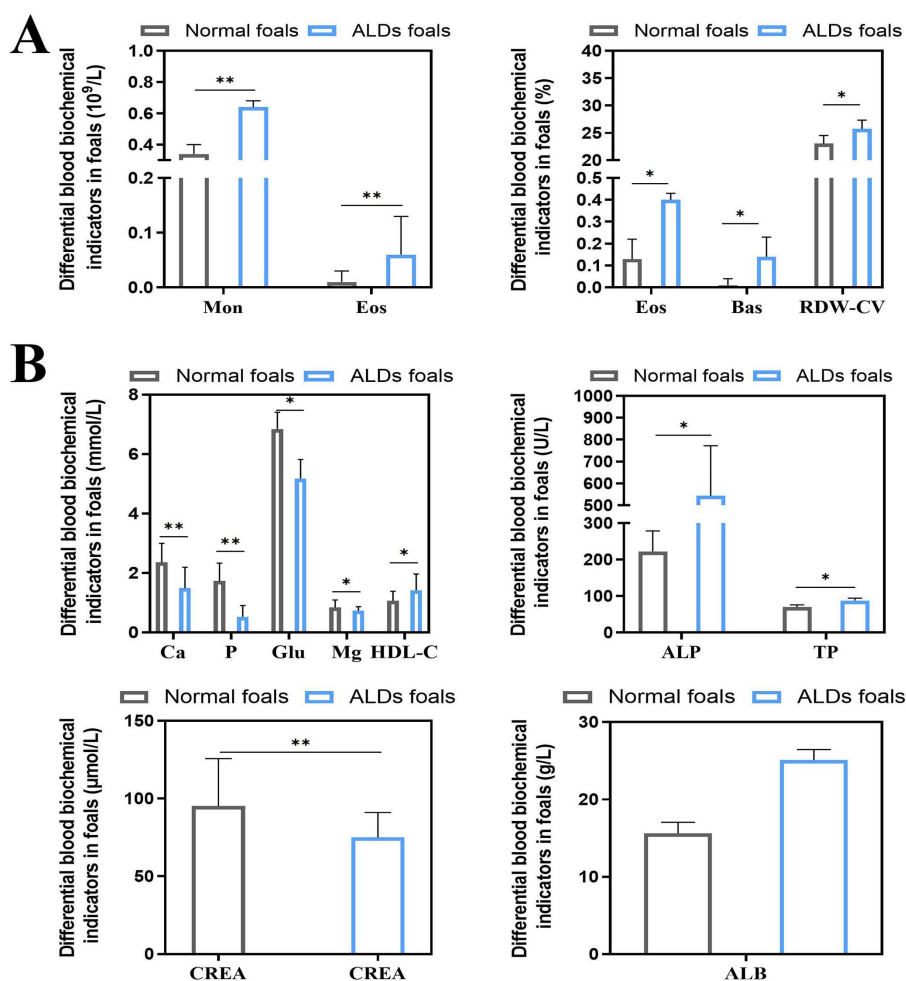 A
Normal foals ALDs foals
Differential blood biochemical
indicators in foals (10⁹/L)
1.0
0.8
0.6
0.4
0.2
0.1
0.0
**
**
Mon Eos
Normal foals ALDs foals
Differential blood biochemical
indicators in foals (%)
40
35
30
25
20
0.5
0.4
0.3
0.2
0.1
0.0
*
*
*
Eos Bas RDW-CV
B
Normal foals ALDs foals
Differential blood biochemical
indicators in foals (mmol/L)
8
6
4
2
0
**
**
*
*
*
Ca P Glu Mg HDL-C
Normal foals ALDs foals
Differential blood biochemical
indicators in foals (U/L)
1000
900
800
700
600
500
300
200
100
0
*
*
ALP TP
Normal foals ALDs foals
Differential blood biochemical
indicators in foals (μmol/L)
150
100
50
0
**
CREA CREA
Normal foals ALDs foals
Differential blood biochemical
indicators in foals (g/L)
30
20
10
0
ALB